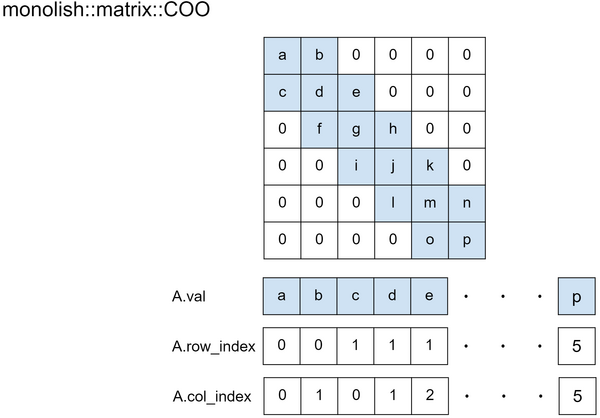 monolish::matrix::COO
a b 0 0 0 0
c d e 0 0 0
0 f g h 0 0
0 0 i j k 0
0 0 0 l m n
0 0 0 0 o p
A.val a b c d e · · · p
A.row_index 0 0 1 1 1 · · · 5
A.col_index 0 1 0 1 2 · · · 5